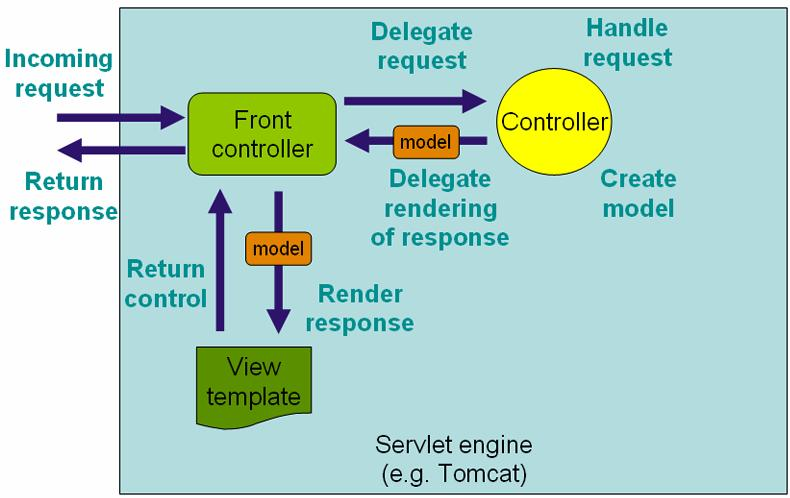 Incoming
request
Return
response
Front
controller
Delegate
request
model
Delegate
rendering
of response
Handle
request
Controller
Create
model
Return
control
model
Render
response
View
template
Servlet engine
(e.g. Tomcat)